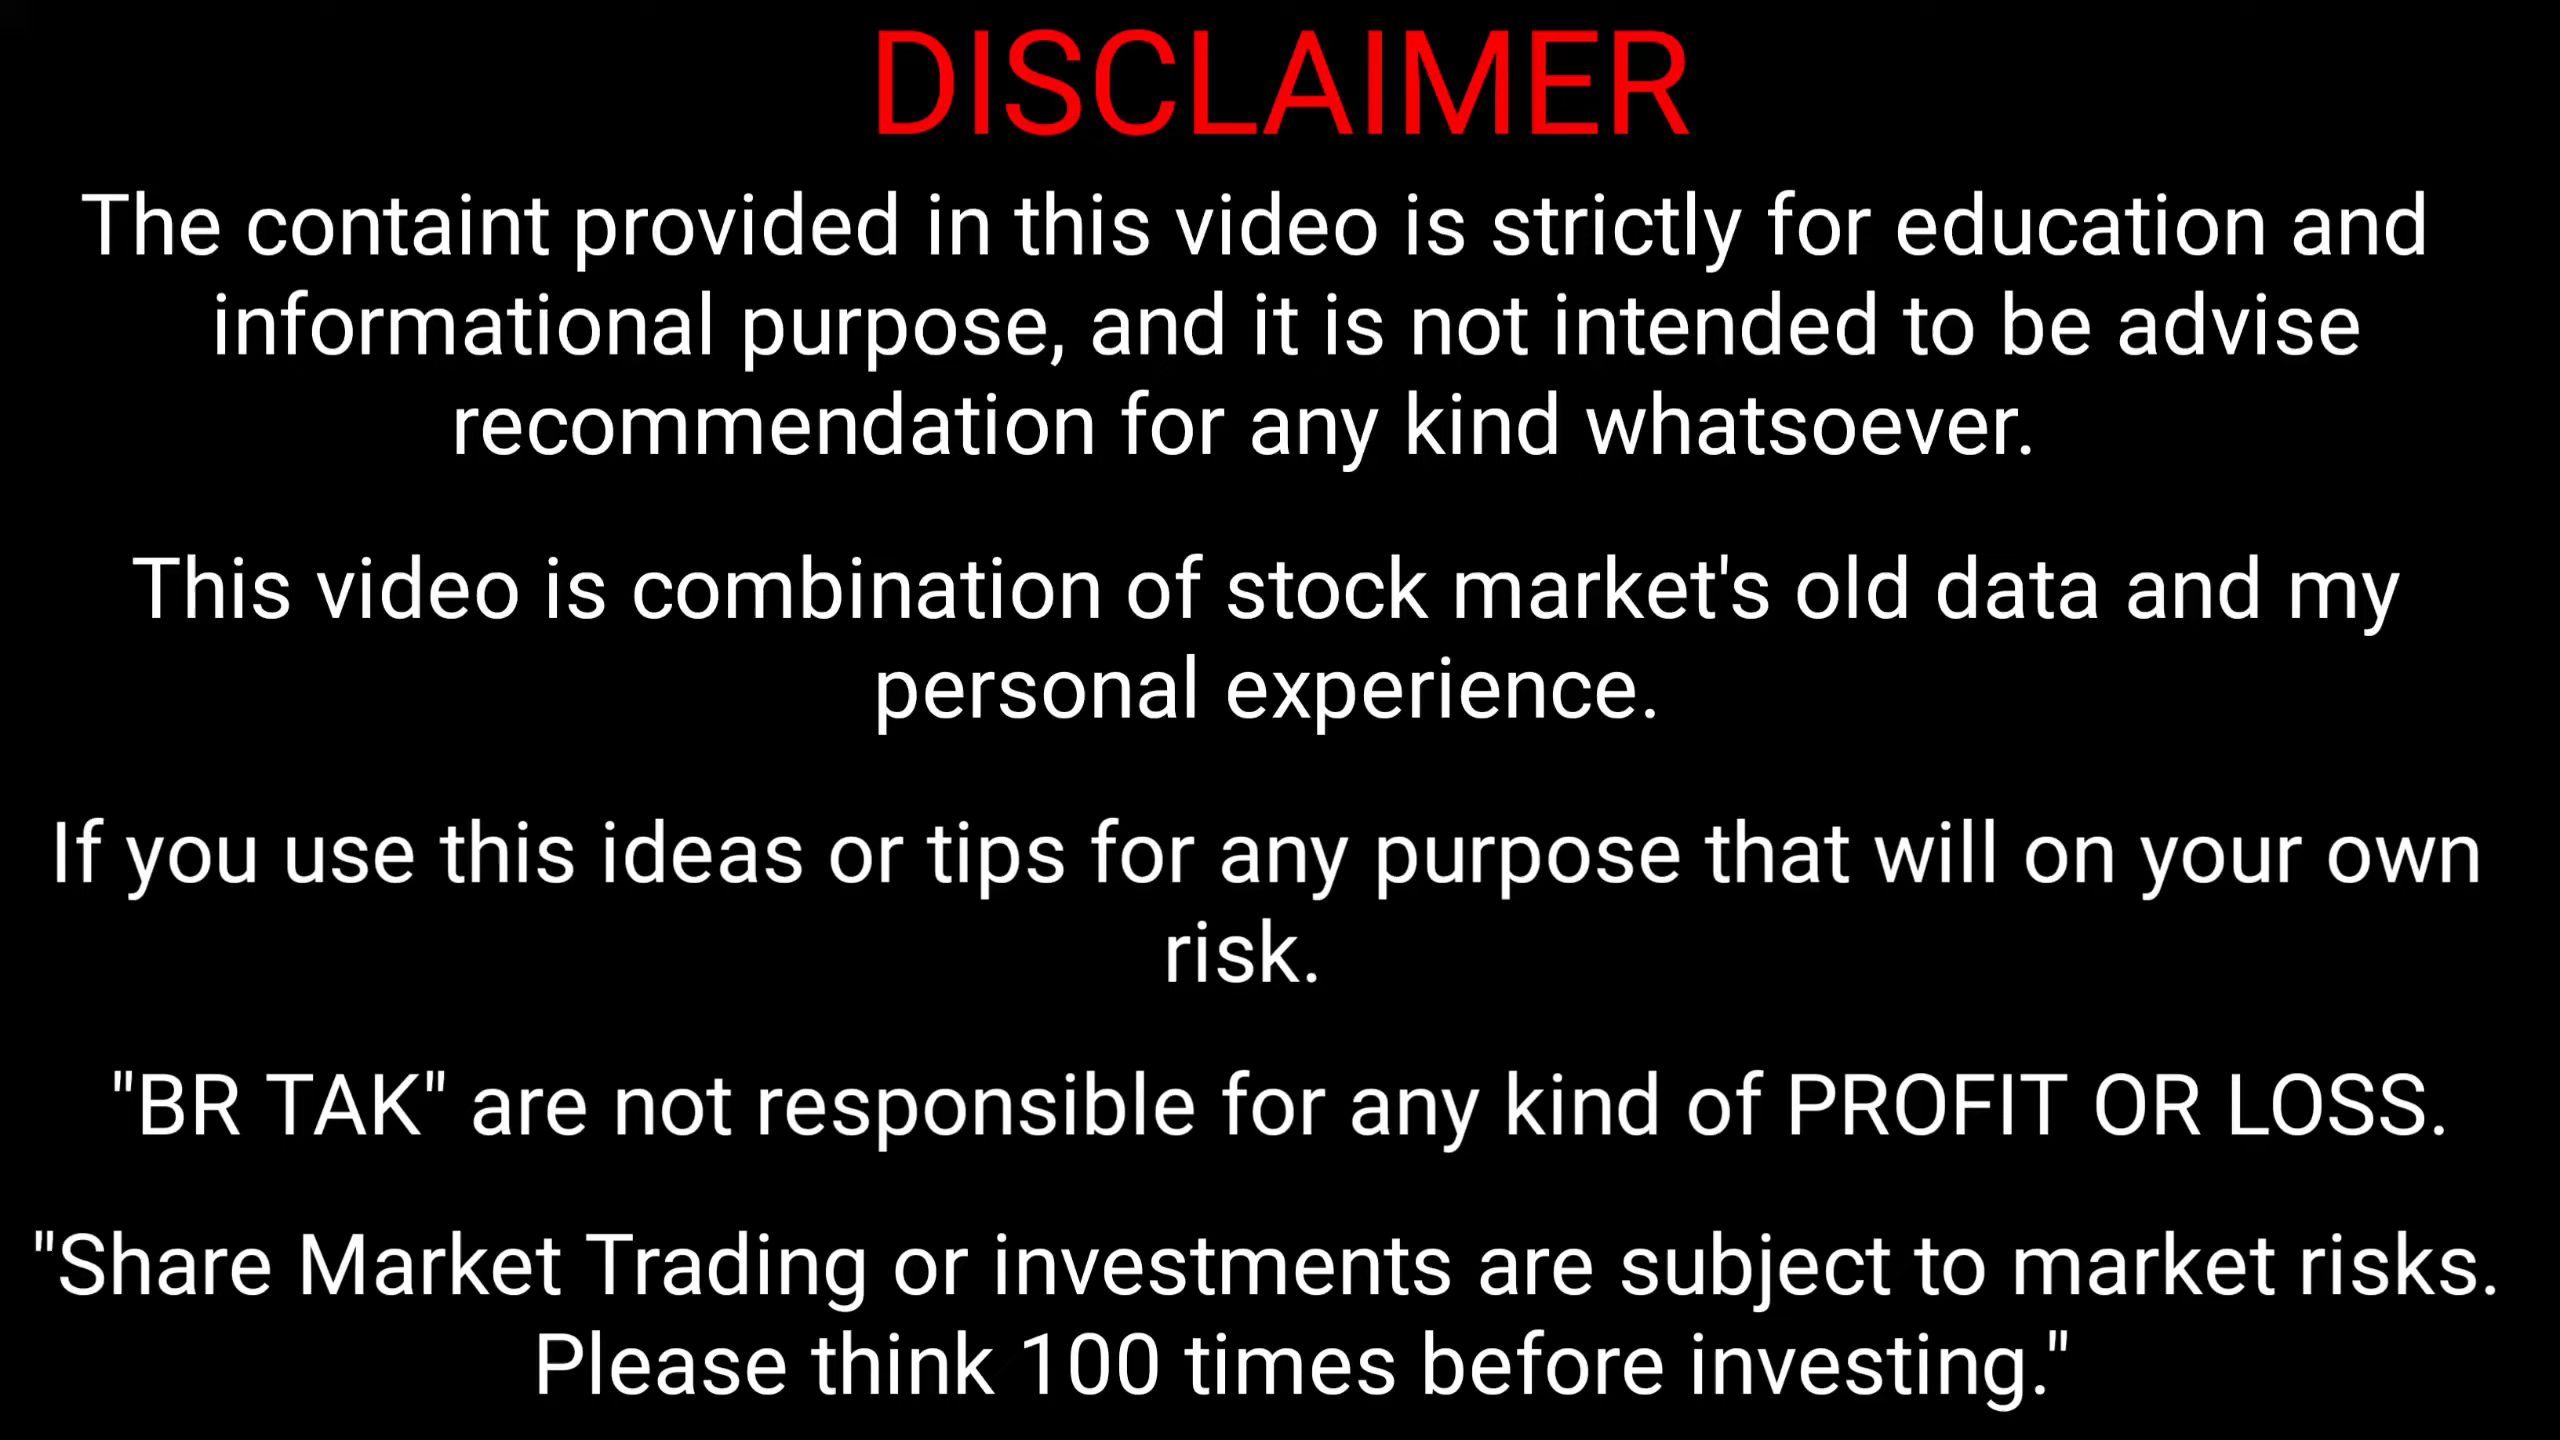 DISCLAIMER
The containt provided in this video is strictly for education and
informational purpose, and it is not intended to be advise
recommendation for any kind whatsoever.
This video is combination of stock market's old data and my
personal experience.
If you use this ideas or tips for any purpose that will on your own
risk.
"BR TAK" are not responsible for any kind of PROFIT OR LOSS.
"Share Market Trading or investments are subject to market risks.
Please think 100 times before investing."